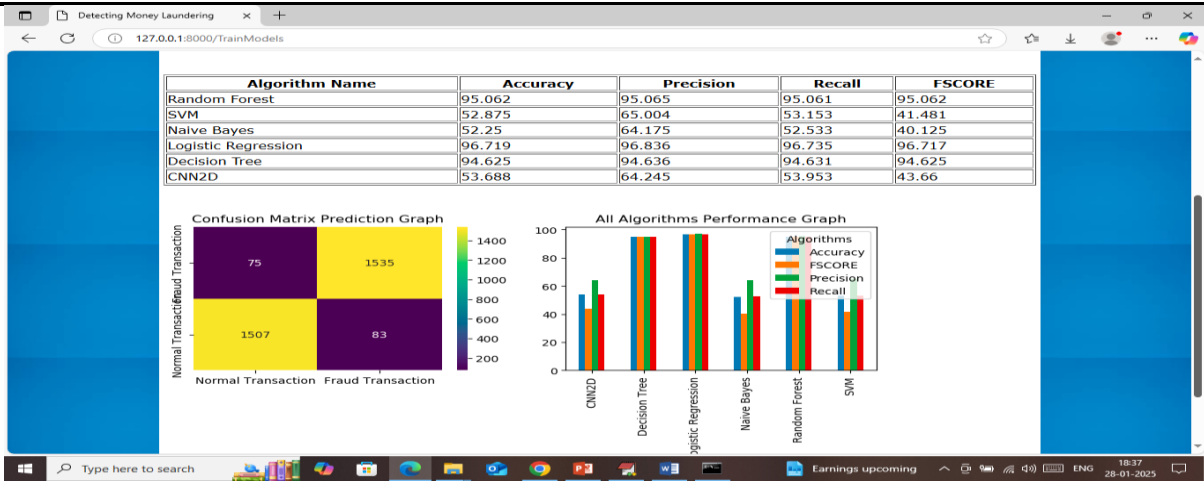 Detecting Money Laundering
127.0.0.1:8000/TrainModels
Algorithm Name Accuracy Precision Recall FSCORE
Random Forest 95.062 95.065 95.061 95.062
SVM 52.875 65.004 53.153 41.481
Naive Bayes 52.25 64.175 52.533 40.125
Logistic Regression 96.719 96.836 96.735 96.717
Decision Tree 94.625 94.636 94.631 94.625
CNN2D 53.688 64.245 53.953 43.66
Confusion Matrix Prediction Graph
Fraud Transaction
Normal Transaction
75 1535
1507 83
Normal Transaction Fraud Transaction
1400
1200
1000
800
600
400
200
All Algorithms Performance Graph
100
80
60
40
20
0
Algorithms
Accuracy
FSCORE
Precision
Recall
CNN2D
Decision Tree
ogistic Regression
Naive Bayes
Random Forest
SVM
Type here to search
Earnings upcoming
ENG
18:37
28-01-2025